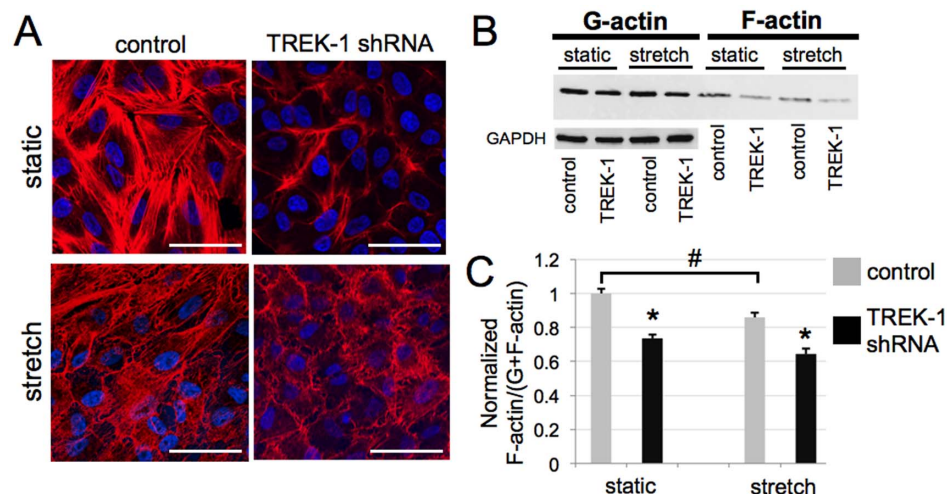 A
control
TREK-1 shRNA
static
stretch
B
G-actin
F-actin
static
stretch
static
stretch
GAPDH
control
TREK-1
control
TREK-1
control
TREK-1
control
TREK-1
C
Normalized
F-actin/(G+F-actin)
1.2
1
0.8
0.6
0.4
0.2
0
#
*
*
static
stretch
control
TREK-1
shRNA